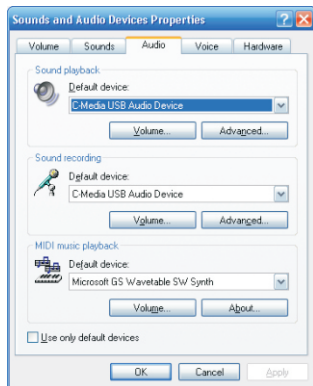 Sounds and Audio Devices Properties
Volume Sounds Audio Voice Hardware
Sound playback
Default device:
C-Media USB Audio Device
Volume... Advanced...
Sound recording
Default device:
C-Media USB Audio Device
Volume... Advanced...
MIDI music playback
Default device:
Microsoft GS Wavetable SW Synth
Volume... About...
Use only default devices
OK Cancel Apply